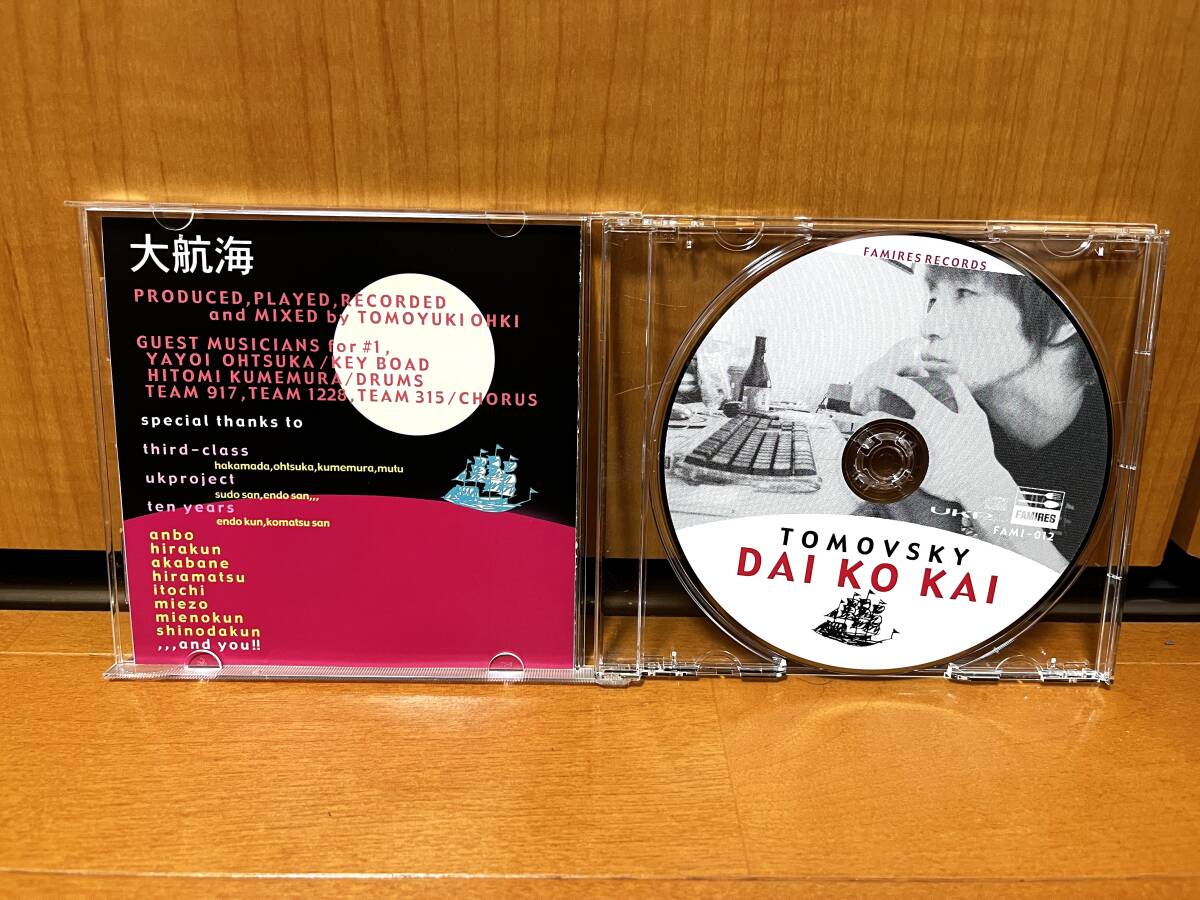 大航海
PRODUCED,PLAYED,RECORDED
and MIXED by TOMOYUKI OHKI
GUEST MUSICIANS for #1,
YAYOI OHTSUKA/KEY BOAD
HITOMI KUMEMURA/DRUMS
TEAM 917,TEAM 1228,TEAM 315/CHORUS
special thanks to
third-class
hakamada,ohtsuka,kumemura,mutu
ukproject
sudo san,endo san,,,
ten years
endo kun,komatsu san
anbo
hirakun
akabane
hiramatsu
itochi
miezo
mienokun
shinodakun
,,,and you!!
FAMIRES RECORDS
UKP
FAMIRES
FAMI-012
TOMOVSKY
DAI KO KAI